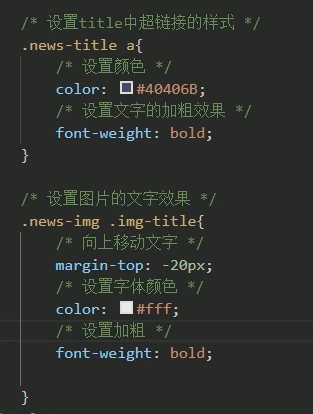 /* 设置title中超链接的样式 */
.news-title a{
/* 设置颜色 */
color: #40406B;
/* 设置文字的加粗效果 */
font-weight: bold;
}
/* 设置图片的文字效果 */
.news-img .img-title{
/* 向上移动文字 */
margin-top: -20px;
/* 设置字体颜色 */
color: #fff;
/* 设置加粗 */
font-weight: bold;
}